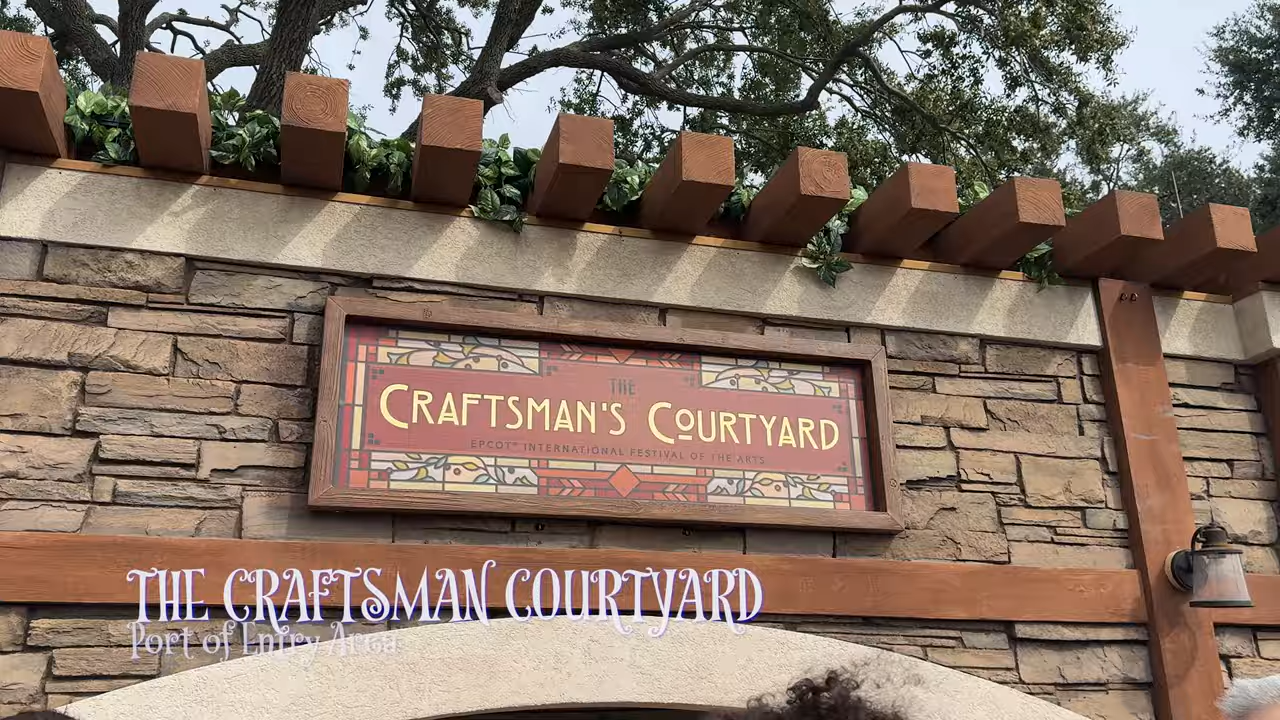 THE
CRAFTSMAN'S COURTYARD
EPCOT® INTERNATIONAL FESTIVAL OF THE ARTS
THE CRAFTSMAN COURTYARD
Port of Entry Area